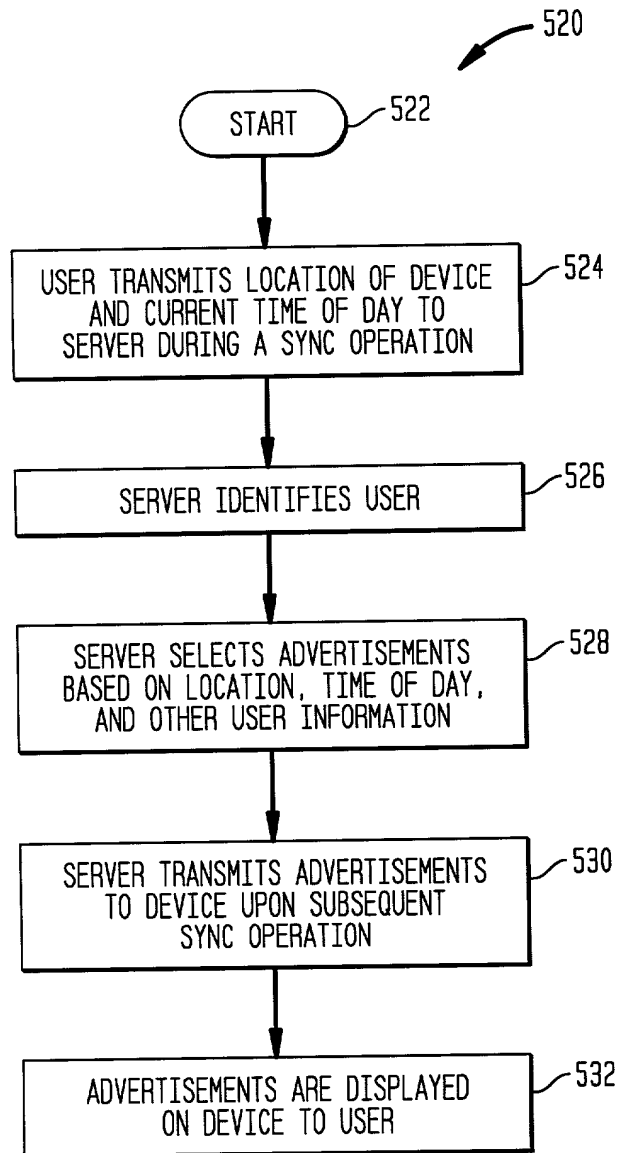 520
START
522
USER TRANSMITS LOCATION OF DEVICE
AND CURRENT TIME OF DAY TO
SERVER DURING A SYNC OPERATION
524
SERVER IDENTIFIES USER
526
SERVER SELECTS ADVERTISEMENTS
BASED ON LOCATION, TIME OF DAY,
AND OTHER USER INFORMATION
528
SERVER TRANSMITS ADVERTISEMENTS
TO DEVICE UPON SUBSEQUENT
SYNC OPERATION
530
ADVERTISEMENTS ARE DISPLAYED
ON DEVICE TO USER
532